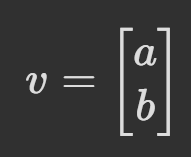 v = [a
b]